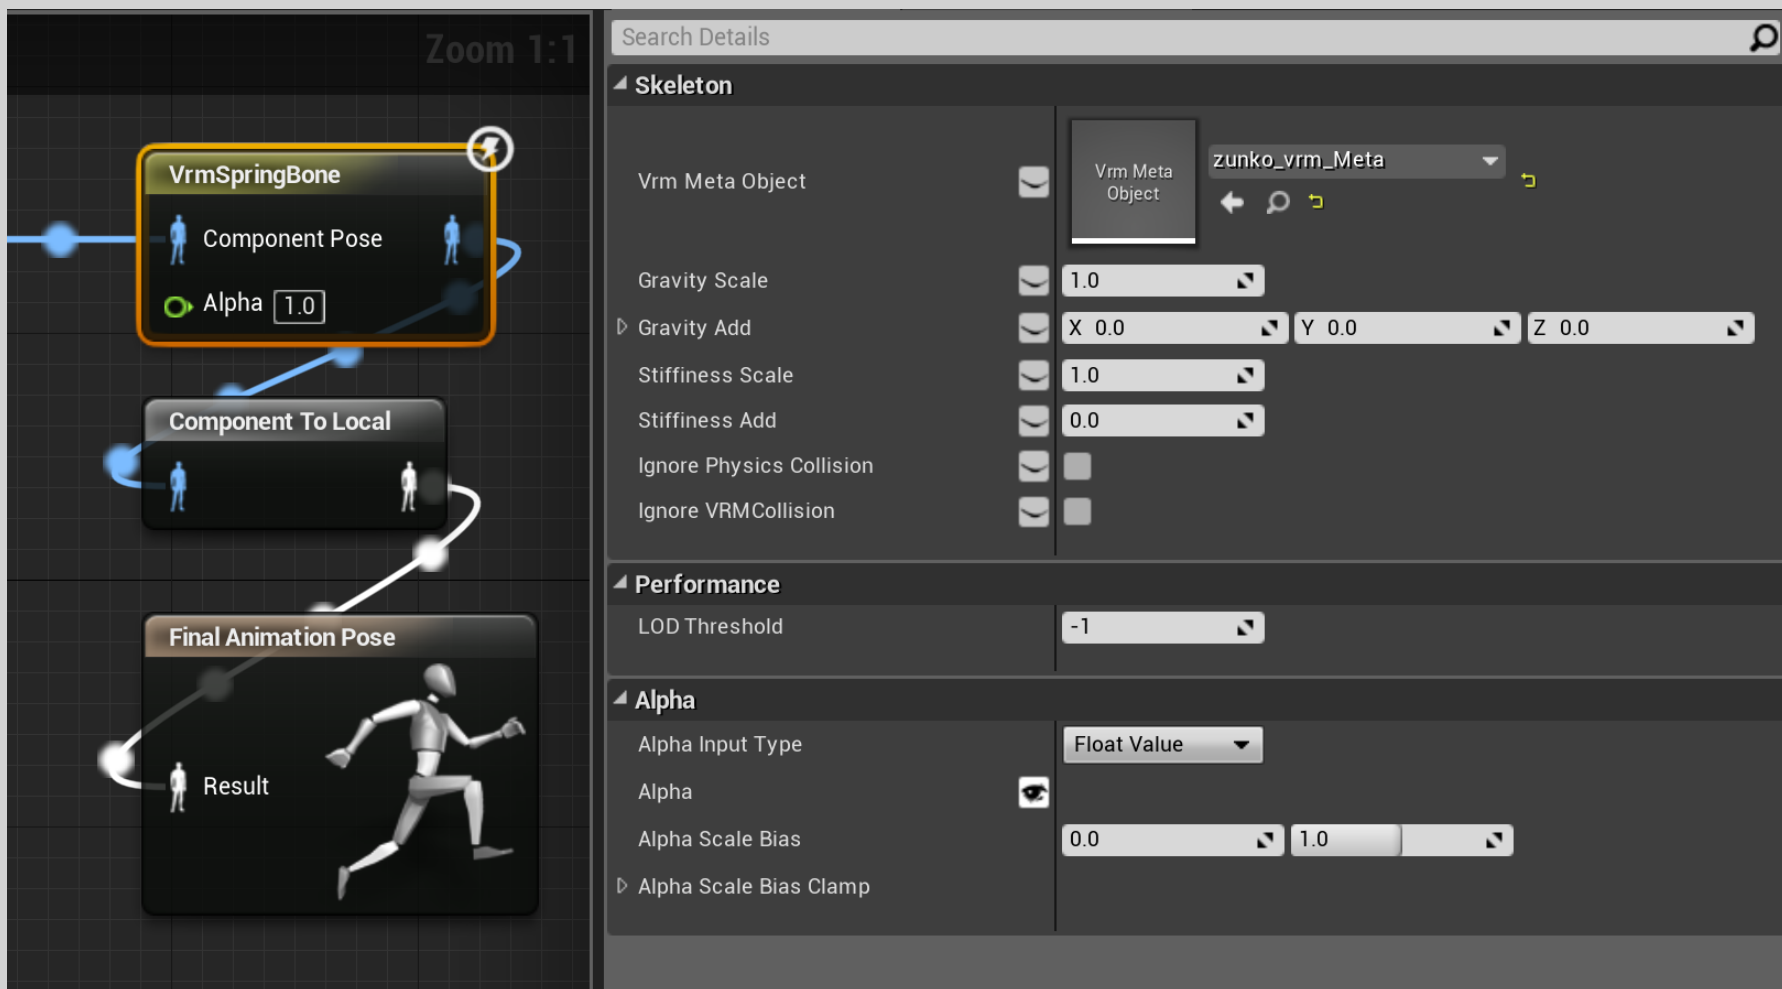 Zoom 1:1
VrmSpringBone
Component Pose
Alpha 1.0
Component To Local
Final Animation Pose
Result
Search Details
Skeleton
Vrm Meta Object
Vrm Meta
Object
zunko_vrm_Meta
Gravity Scale 1.0
Gravity Add X 0.0 Y 0.0 Z 0.0
Stiffiness Scale 1.0
Stiffiness Add 0.0
Ignore Physics Collision
Ignore VRMCollision
Performance
LOD Threshold -1
Alpha
Alpha Input Type Float Value
Alpha
Alpha Scale Bias 0.0 1.0
Alpha Scale Bias Clamp